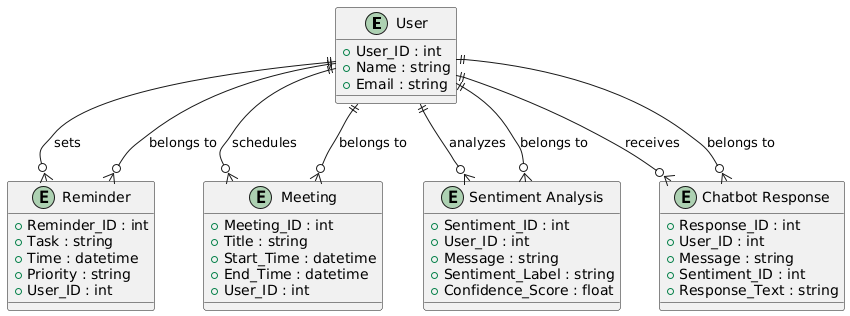 E User
User_ID : int
Name : string
Email : string
sets
belongs to
schedules
belongs to
analyzes
belongs to
receives
belongs to
E Reminder
Reminder_ID : int
Task : string
Time : datetime
Priority : string
User_ID : int
E Meeting
Meeting_ID : int
Title : string
Start_Time : datetime
End_Time : datetime
User_ID : int
E Sentiment Analysis
Sentiment_ID : int
User_ID : int
Message : string
Sentiment_Label : string
Confidence_Score : float
E Chatbot Response
Response_ID : int
User_ID : int
Message : string
Sentiment_ID : int
Response_Text : string